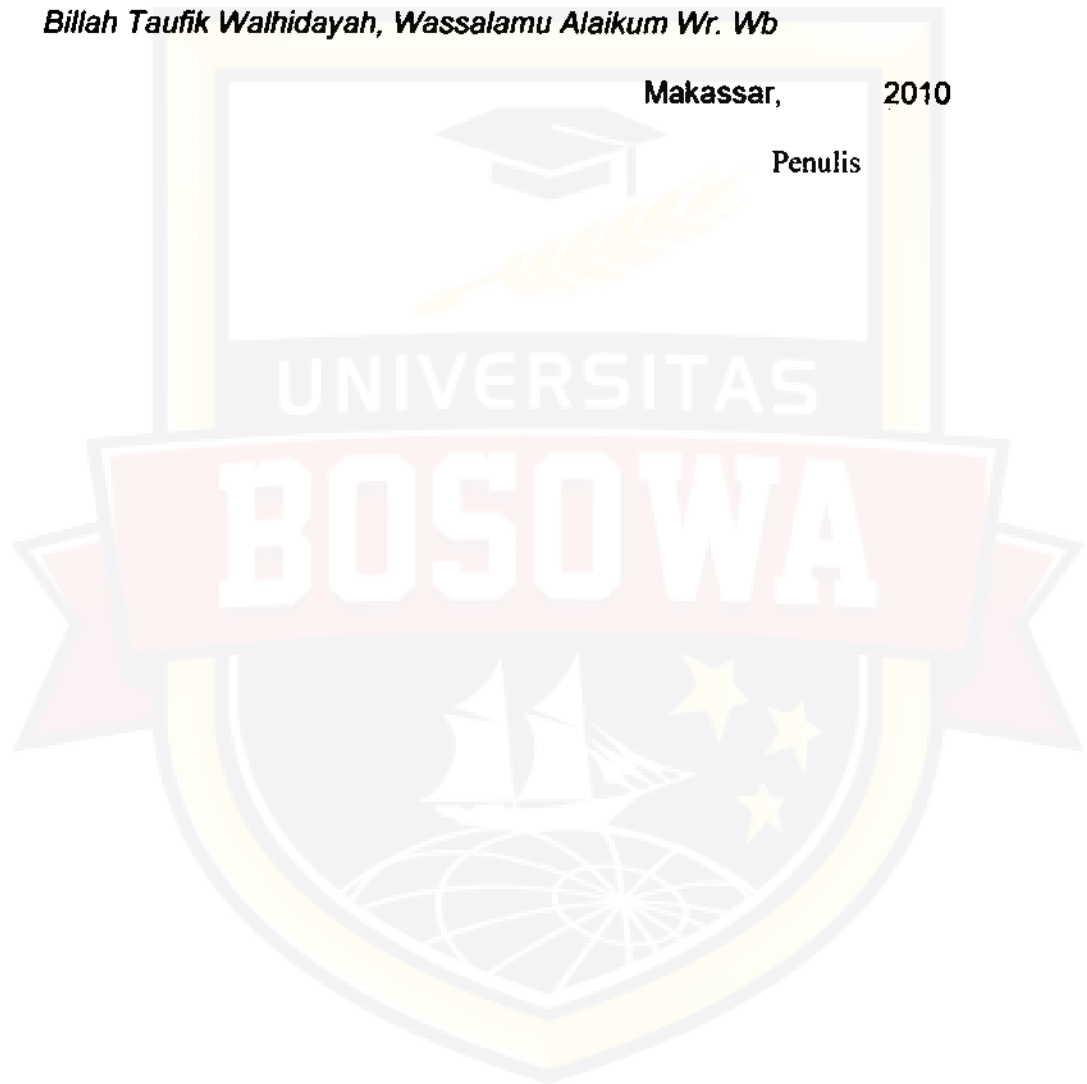 Billah Taufik Walhidayah, Wassalamu Alaikum Wr. Wb
Makassar, 2010
Penulis
UNIVERSITAS
BOSOWA